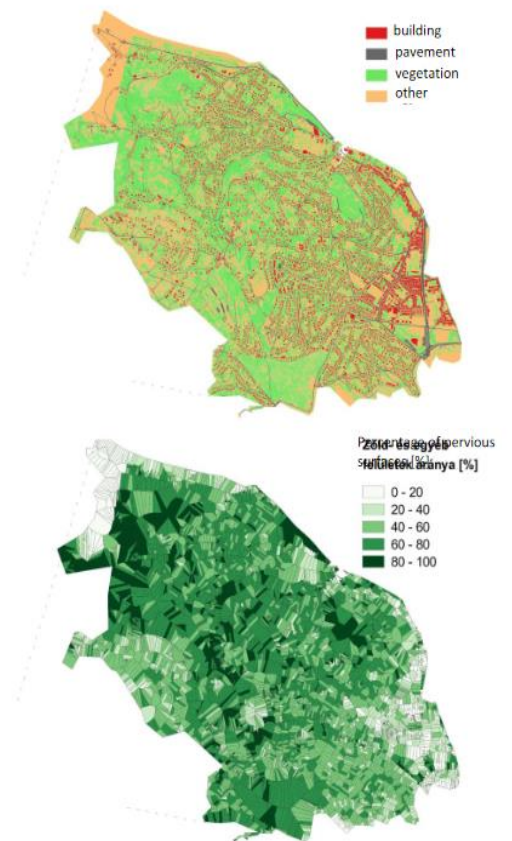 building
pavement
vegetation
other
Percentage of pervious
surfaces [%]
Zöld- és egyéb
felületek aránya [%]
0 - 20
20 - 40
40 - 60
60 - 80
80 - 100